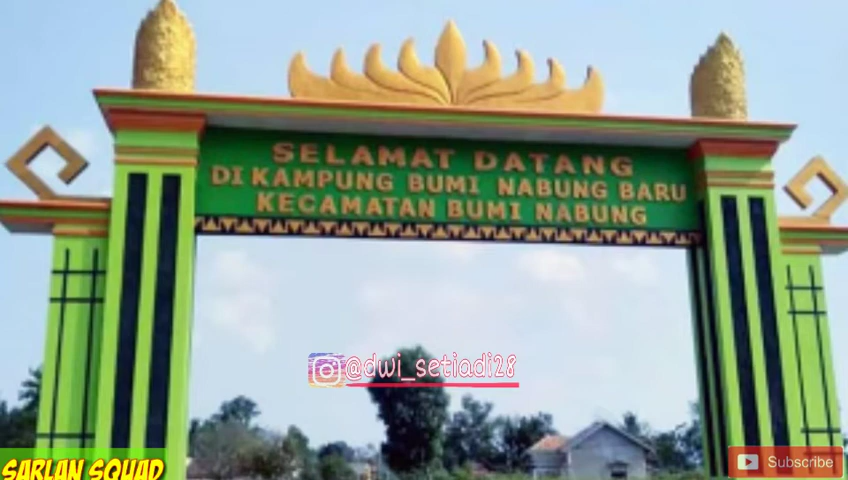 SELAMAT DATANG
DI KAMPUNG BUMI NABUNG BARU
KECAMATAN BUMI NABUNG
@dwi_setiadi28
SARLAN SQUAD
Subscribe